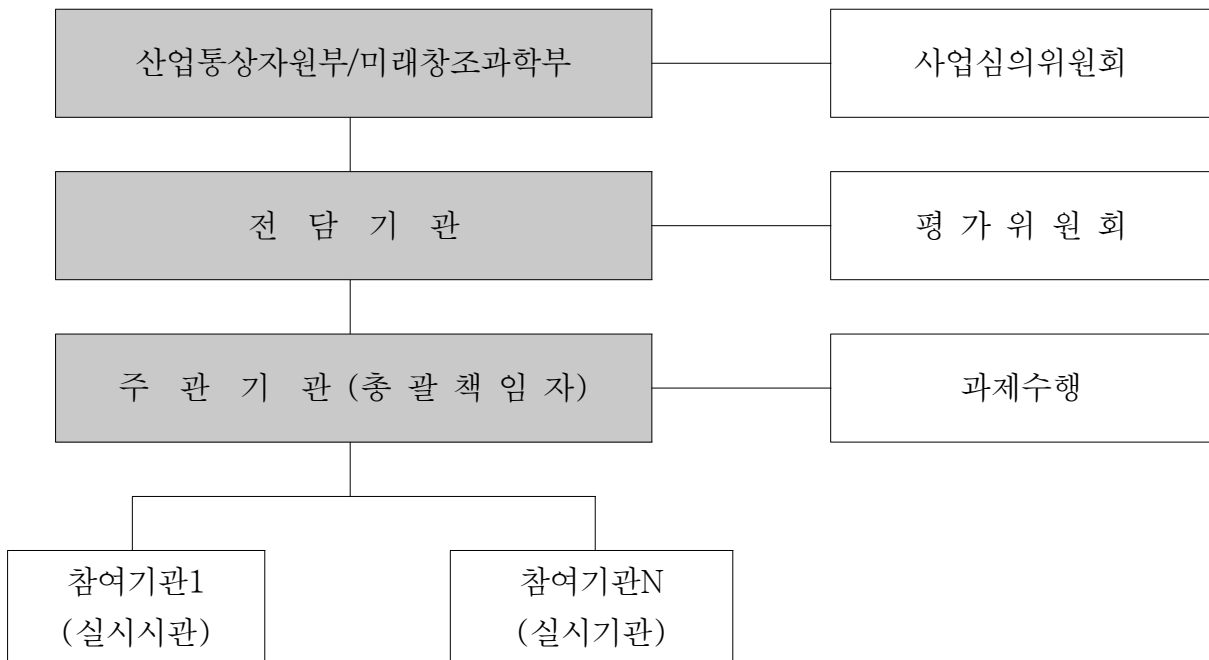 산업통상자원부/미래창조과학부
사업심의위원회
전 담 기 관
평 가 위 원 회
주 관 기 관 (총 괄 책 임 자)
과제수행
참여기관1
(실시시관)
참여기관N
(실시기관)